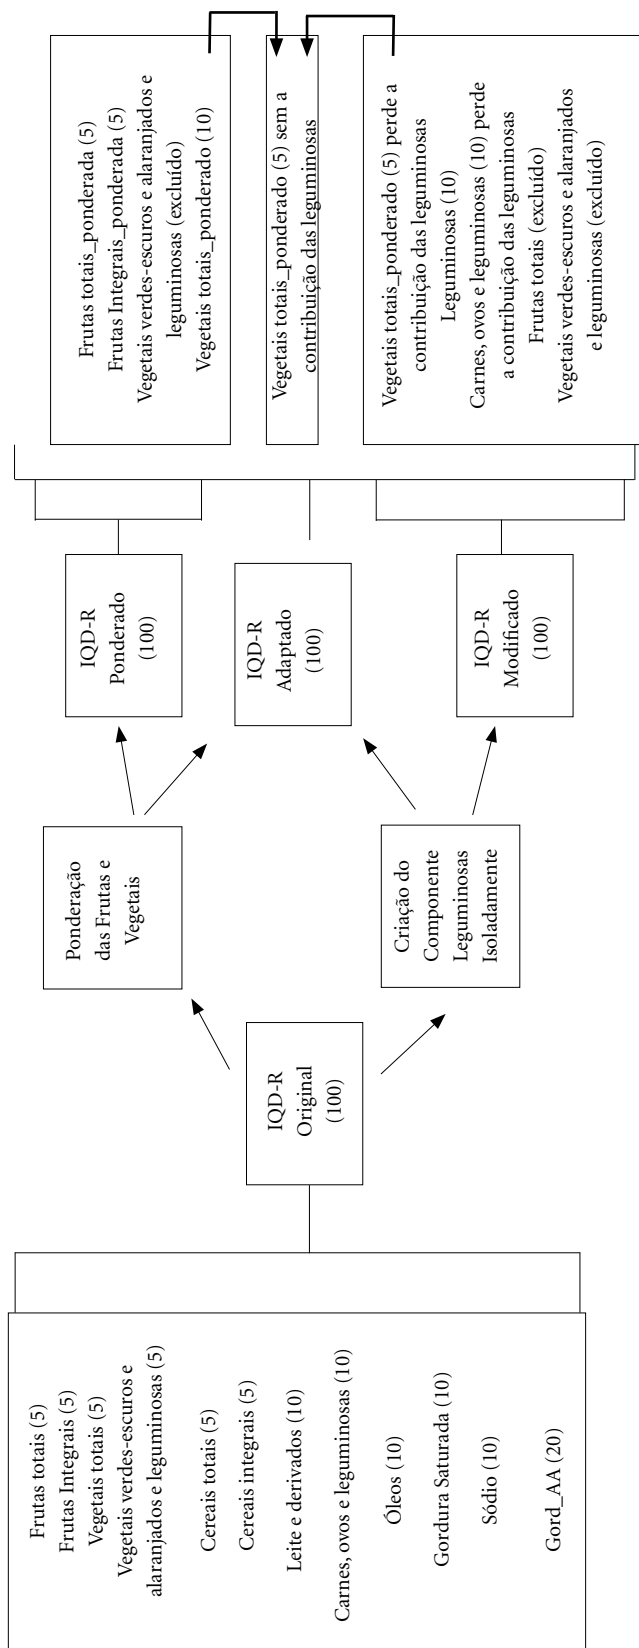 Frutas totais (5)
Frutas Integrais (5)
Vegetais totais (5)
Vegetais verdes-escuros e
alaranjados e leguminosas (5)
Cereais totais (5)
Cereais integrais (5)
Leite e derivados (10)
Carnes, ovos e leguminosas (10)
Óleos (10)
Gordura Saturada (10)
Sódio (10)
Gord_AA (20)
IQD-R
Original
(100)
Ponderação
das Frutas e
Vegetais
Criação do
Componente
Leguminosas
Isoladamente
IQD-R
Ponderado
(100)
IQD-R
Adaptado
(100)
IQD-R
Modificado
(100)
Frutas totais_ponderada (5)
Frutas Integrais_ponderada (5)
Vegetais verdes-escuros e alaranjados e
leguminosas (excluído)
Vegetais totais_ponderado (10)
Vegetais totais_ponderado (5) sem a
contribuição das leguminosas
Vegetais totais_ponderado (5) perde a
contribuição das leguminosas
Leguminosas (10)
Carnes, ovos e leguminosas (10) perde
a contribuição das leguminosas
Frutas totais (excluído)
Vegetais verdes-escuros e alaranjados
e leguminosas (excluído)